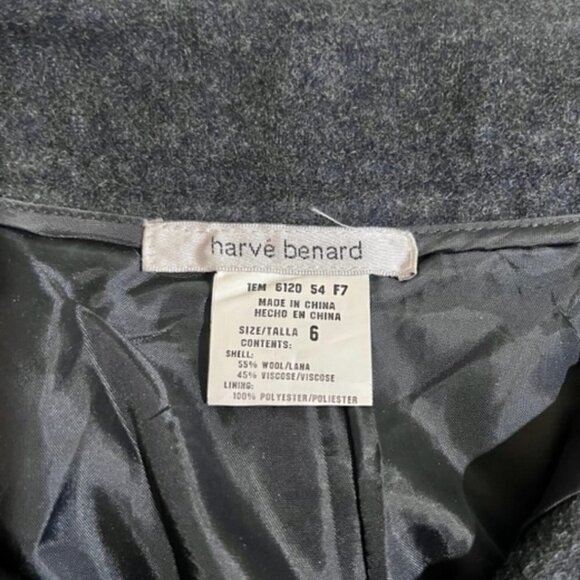 harvé benard
1EM 6120 54 F7
MADE IN CHINA
HECHO EN CHINA
SIZE/TALLA 6
CONTENTS:
SHELL:
55% WOOL/LANA
45% VISCOSE/VISCOSE
LINING:
100% POLYESTER/POLIESTER